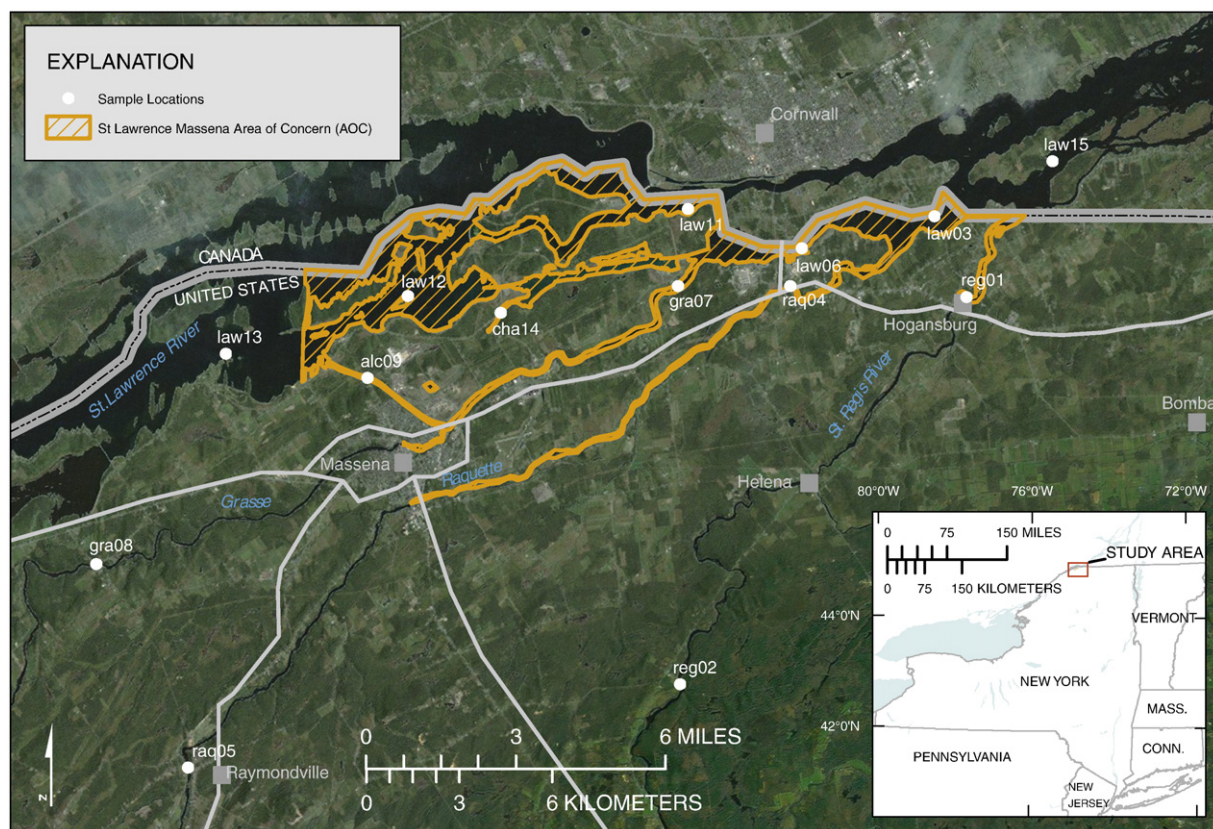 EXPLANATION
Sample Locations
St Lawrence Massena Area of Concern (AOC)
Cornwall
law15
law11
law03
law06
CANADA
UNITED STATES
law12
gra07
raq04
reg01
Hogansburg
cha14
law13
St. Lawrence River
alc09
St. Regis River
Bomba
Massena
Raquette
Helena
Grasse
gra08
reg02
raq05
Raymondville
N
0 3 6 MILES
0 3 6 KILOMETERS
80°0'W 76°0'W 72°0'W
0 75 150 MILES
0 75 150 KILOMETERS
STUDY AREA
44°0'N
VERMONT
NEW YORK
MASS.
42°0'N
PENNSYLVANIA
CONN.
NEW
JERSEY